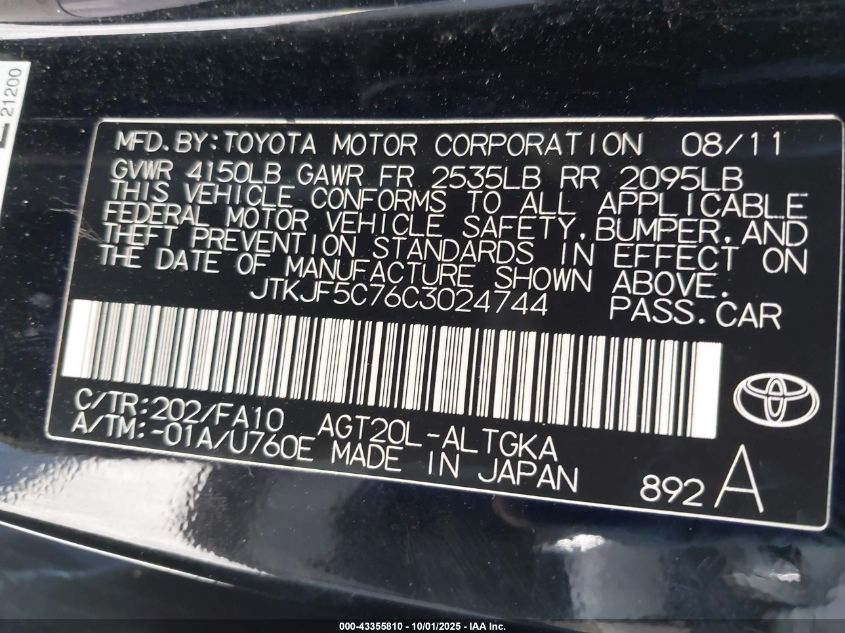 21200
MFD.BY:TOYOTA MOTOR CORPORATION 08/11
GVWR 4150LB GAWR FR 2535LB RR 2095LB
THIS VEHICLE CONFORMS TO ALL APPLICABLE
FEDERAL MOTOR VEHICLE SAFETY,BUMPER,AND
THEFT PREVENTION STANDARDS IN EFFECT ON
THE DATE OF MANUFACTURE SHOWN ABOVE.
JTKJF5C76C3024744 PASS.CAR
C/TR:202/FA10 AGT20L-ALTGKA
A/TM:-01A/U760E MADE IN JAPAN
892 A
000-43355810 - 10/01/2025 - IAA Inc.